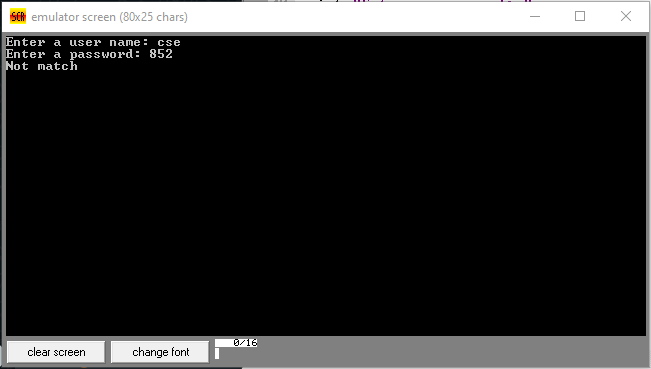 SCR emulator screen (80x25 chars)
Enter a user name: cse
Enter a password: 852
Not match
clear screen change font 0/16